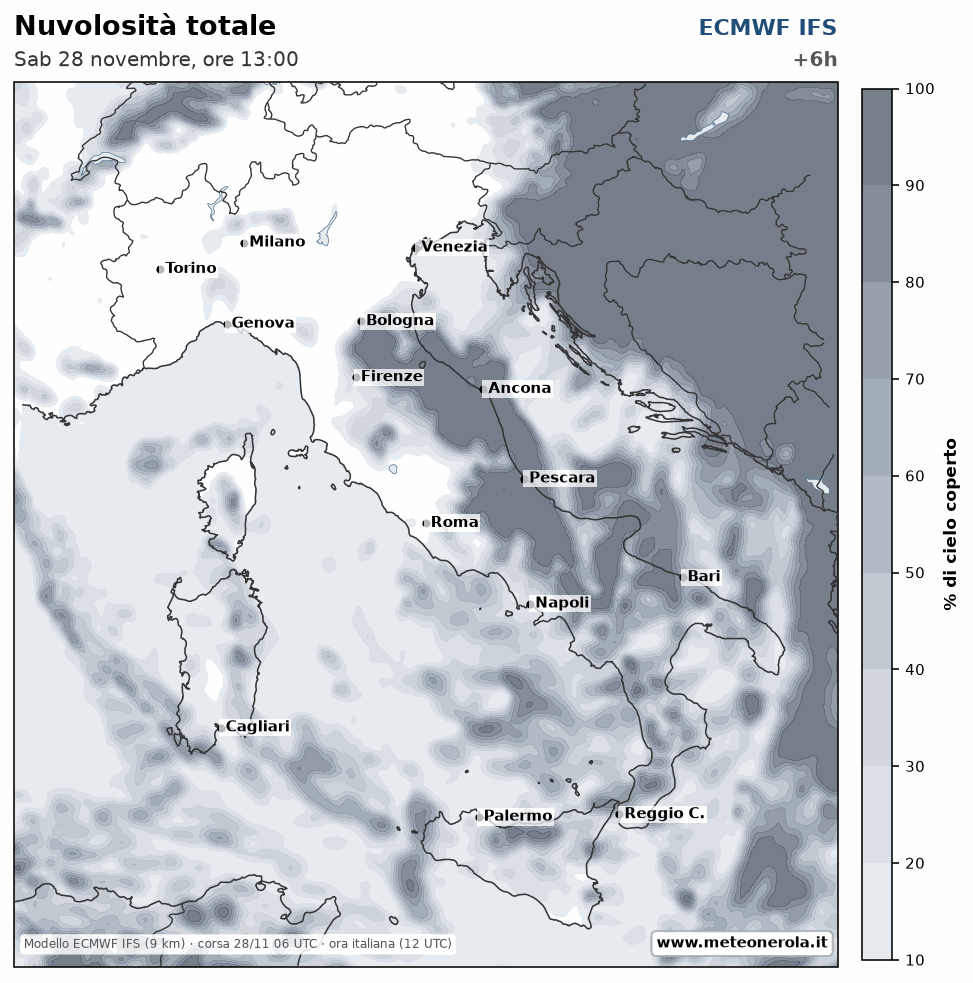 Nuvolosità totale
ECMWF IFS
Sab 28 novembre, ore 13:00
+6h
100
90
80
70
60
50
40
30
20
10
% di cielo coperto
Milano
Venezia
Torino
Genova
Bologna
Firenze
Ancona
Pescara
Roma
Bari
Napoli
Cagliari
Palermo
Reggio C.
Modello ECMWF IFS (9 km) · corsa 28/11 06 UTC · ora italiana (12 UTC)
www.meteonerola.it